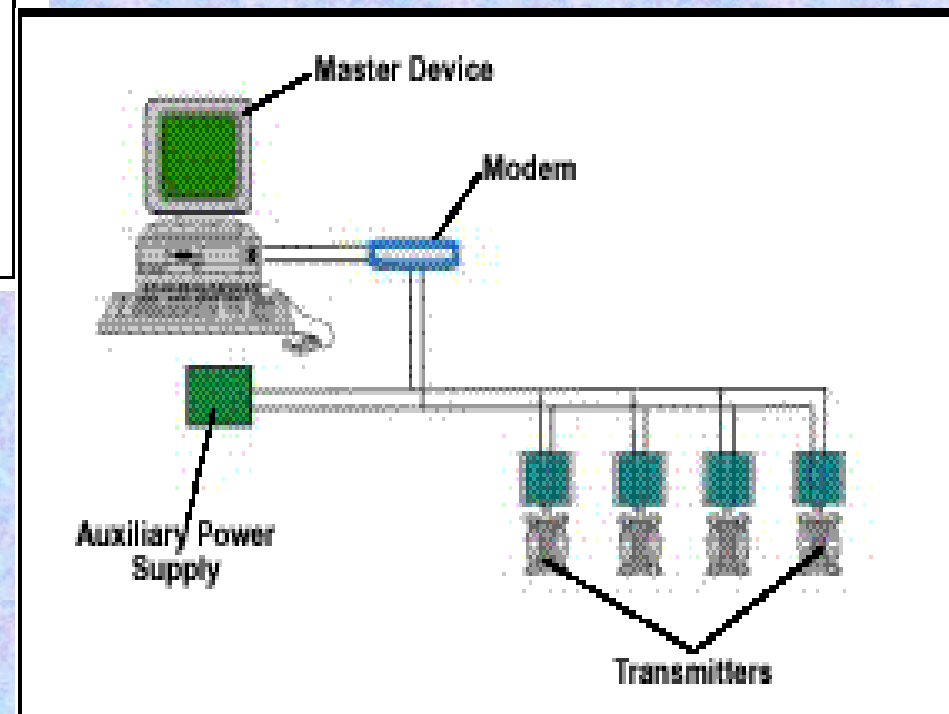 Master Device
Modem
Auxiliary Power
Supply
Transmitters